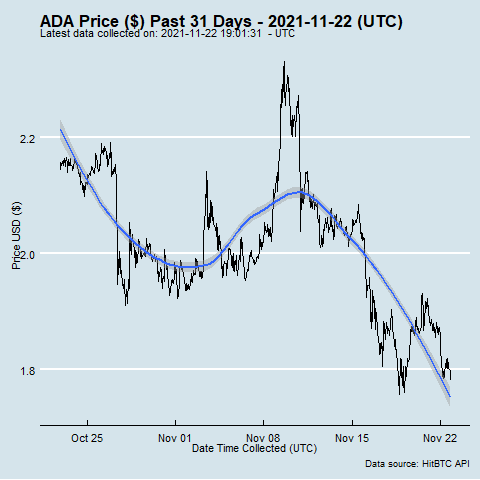 ADA Price ($) Past 31 Days - 2021-11-22 (UTC)
Latest data collected on: 2021-11-22 19:01:31 - UTC
2.2
2.0
1.8
Price USD ($)
Oct 25 Nov 01 Nov 08 Nov 15 Nov 22
Date Time Collected (UTC)
Data source: HitBTC API